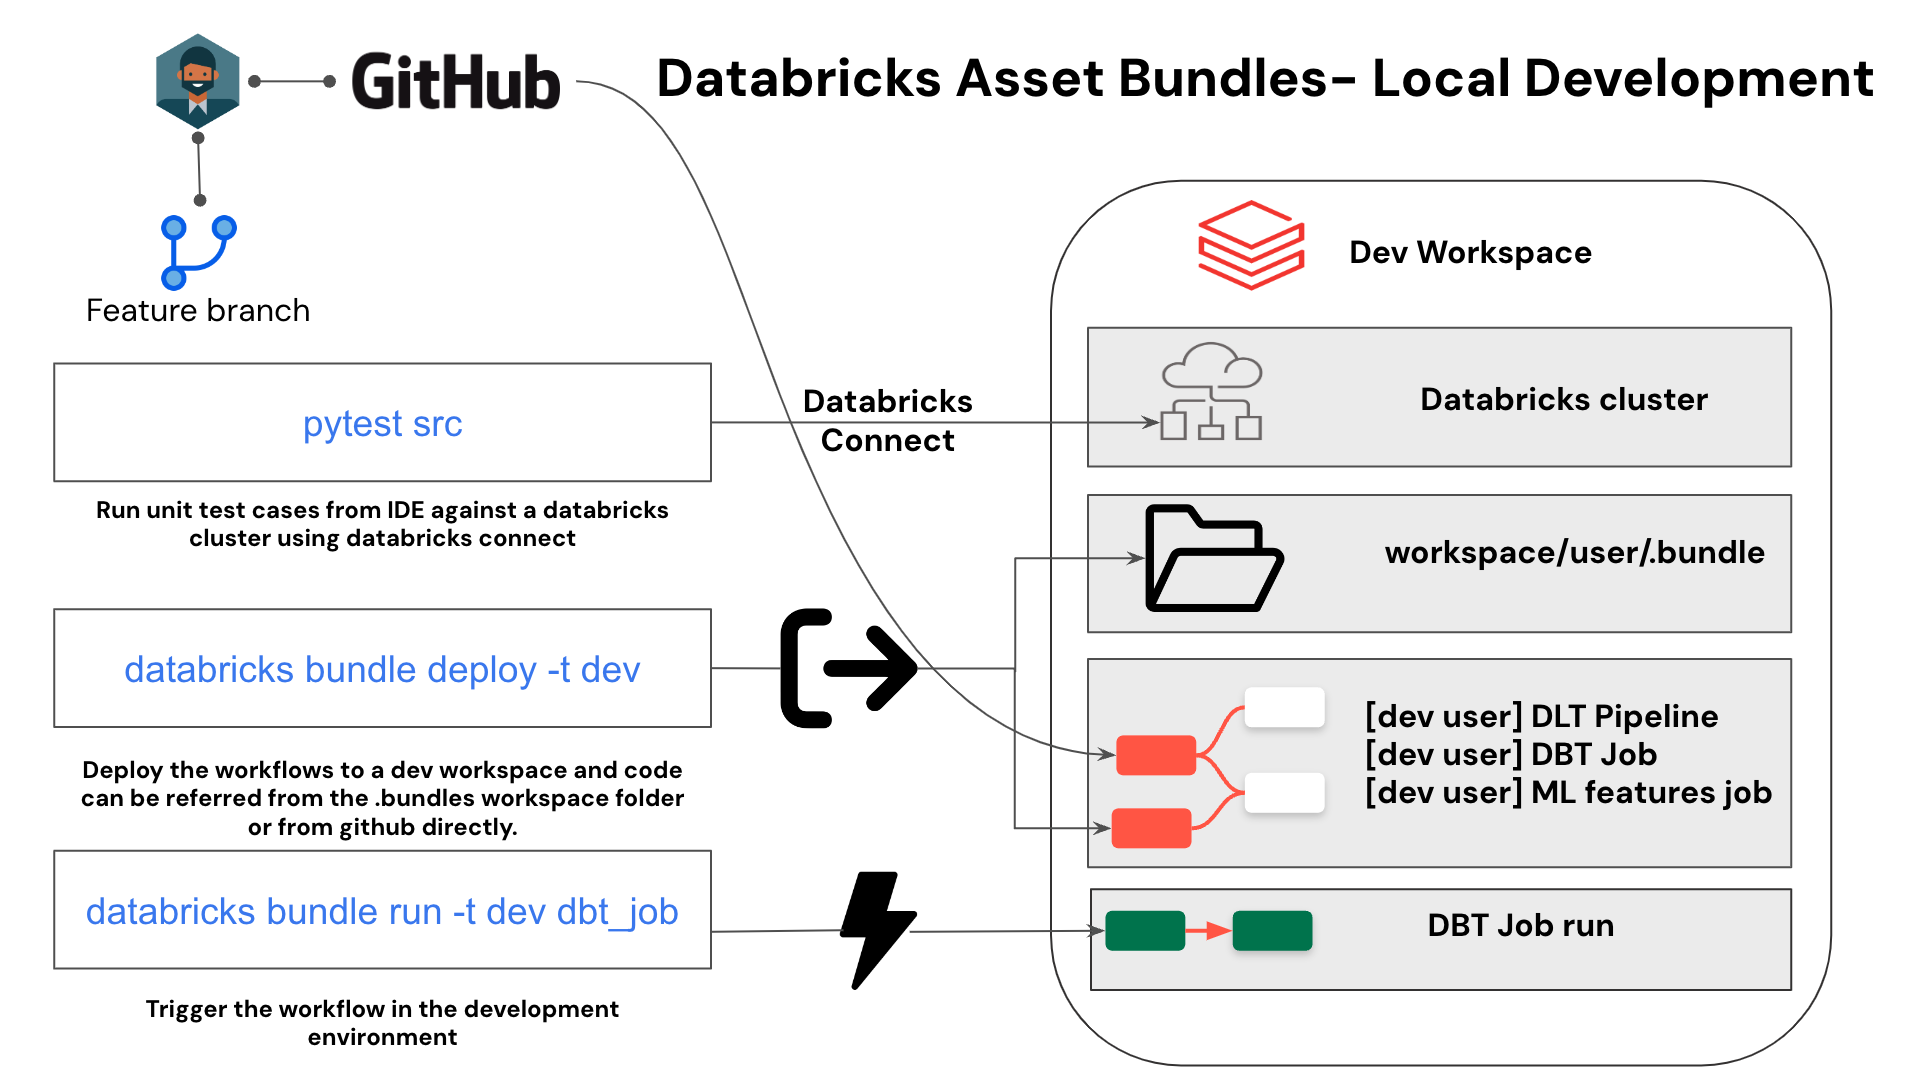 GitHub
Databricks Asset Bundles- Local Development
Feature branch
Dev Workspace
pytest src
Databricks
Connect
Databricks cluster
Run unit test cases from IDE against a databricks
cluster using databricks connect
workspace/user/.bundle
databricks bundle deploy -t dev
Deploy the workflows to a dev workspace and code
can be referred from the .bundles workspace folder
or from github directly.
[dev user] DLT Pipeline
[dev user] DBT Job
[dev user] ML features job
databricks bundle run -t dev dbt_job
DBT Job run
Trigger the workflow in the development
environment